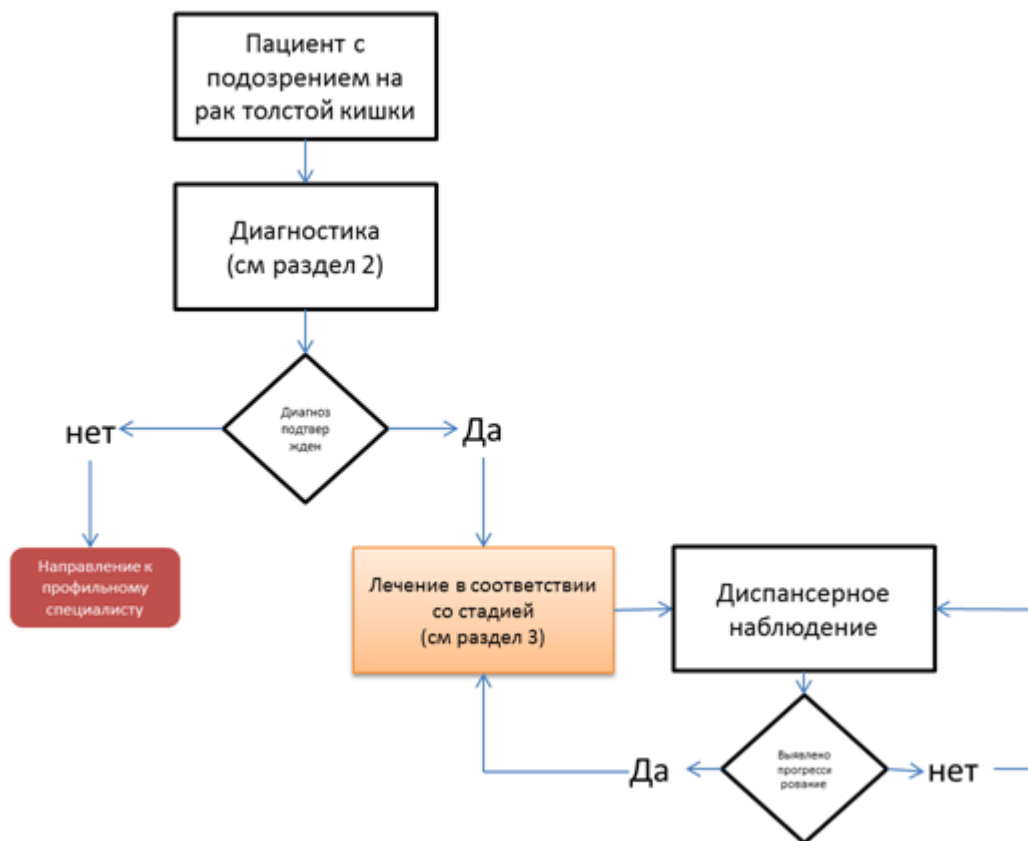 Пациент с
подозрением на
рак толстой кишки
Диагностика
(см раздел 2)
Диагноз
подтвер
жден
нет
Да
Направление к
профильному
специалисту
Лечение в соответствии
со стадией
(см раздел 3)
Диспансерное
наблюдение
Выявлено
прогресси
рование
Да
нет